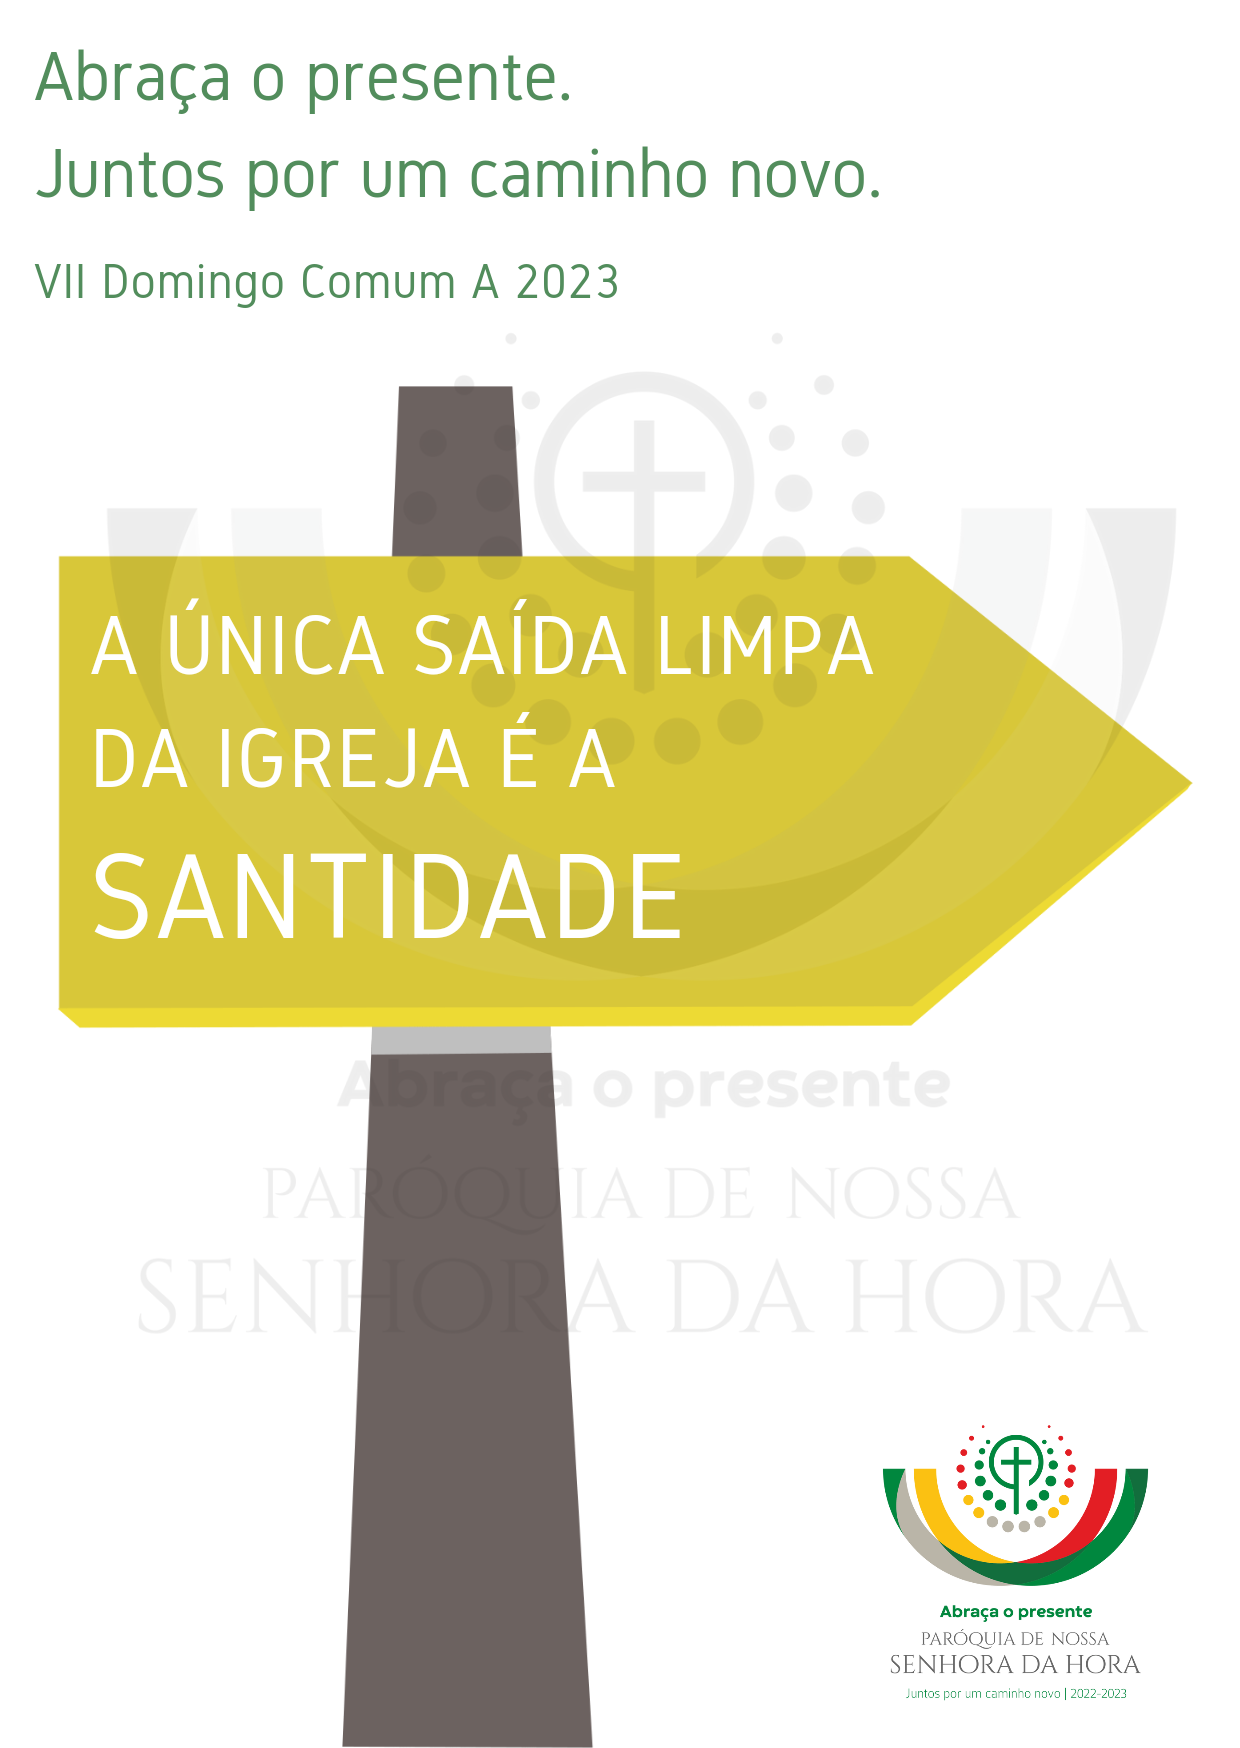 Abraça o presente.
Juntos por um caminho novo.
VII Domingo Comum A 2023
A ÚNICA SAÍDA LIMPA
DA IGREJA É A
SANTIDADE
Abraça o presente
PARÓQUIA DE NOSSA
SENHORA DA HORA
Abraça o presente
PARÓQUIA DE NOSSA
SENHORA DA HORA
Juntos por um caminho novo | 2022-2023